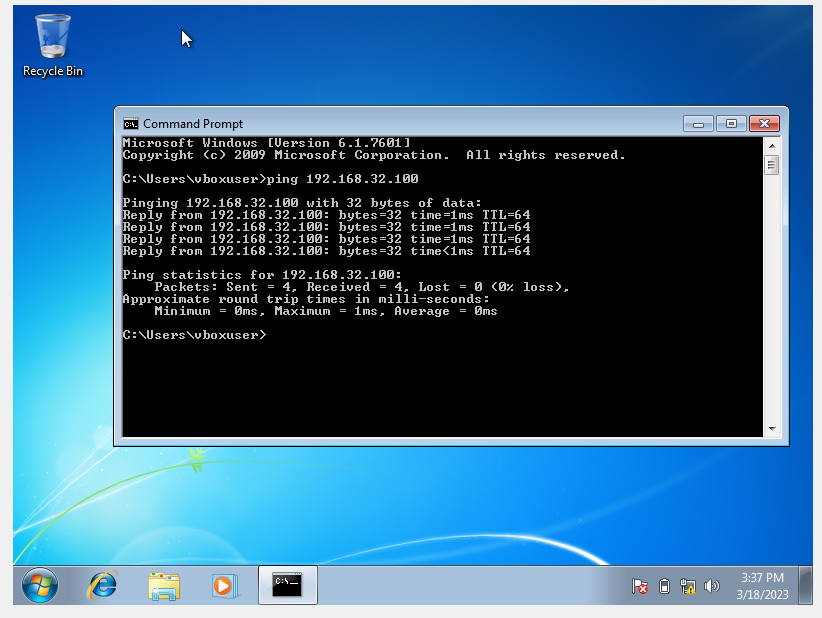 Recycle Bin
Command Prompt
Microsoft Windows [Version 6.1.7601]
Copyright (c) 2009 Microsoft Corporation.  All rights reserved.
C:\Users\vboxuser>ping 192.168.32.100
Pinging 192.168.32.100 with 32 bytes of data:
Reply from 192.168.32.100: bytes=32 time=1ms TTL=64
Reply from 192.168.32.100: bytes=32 time=1ms TTL=64
Reply from 192.168.32.100: bytes=32 time=1ms TTL=64
Reply from 192.168.32.100: bytes=32 time<1ms TTL=64
Ping statistics for 192.168.32.100:
    Packets: Sent = 4, Received = 4, Lost = 0 (0% loss),
Approximate round trip times in milli-seconds:
    Minimum = 0ms, Maximum = 1ms, Average = 0ms
C:\Users\vboxuser>
3:37 PM
3/18/2023